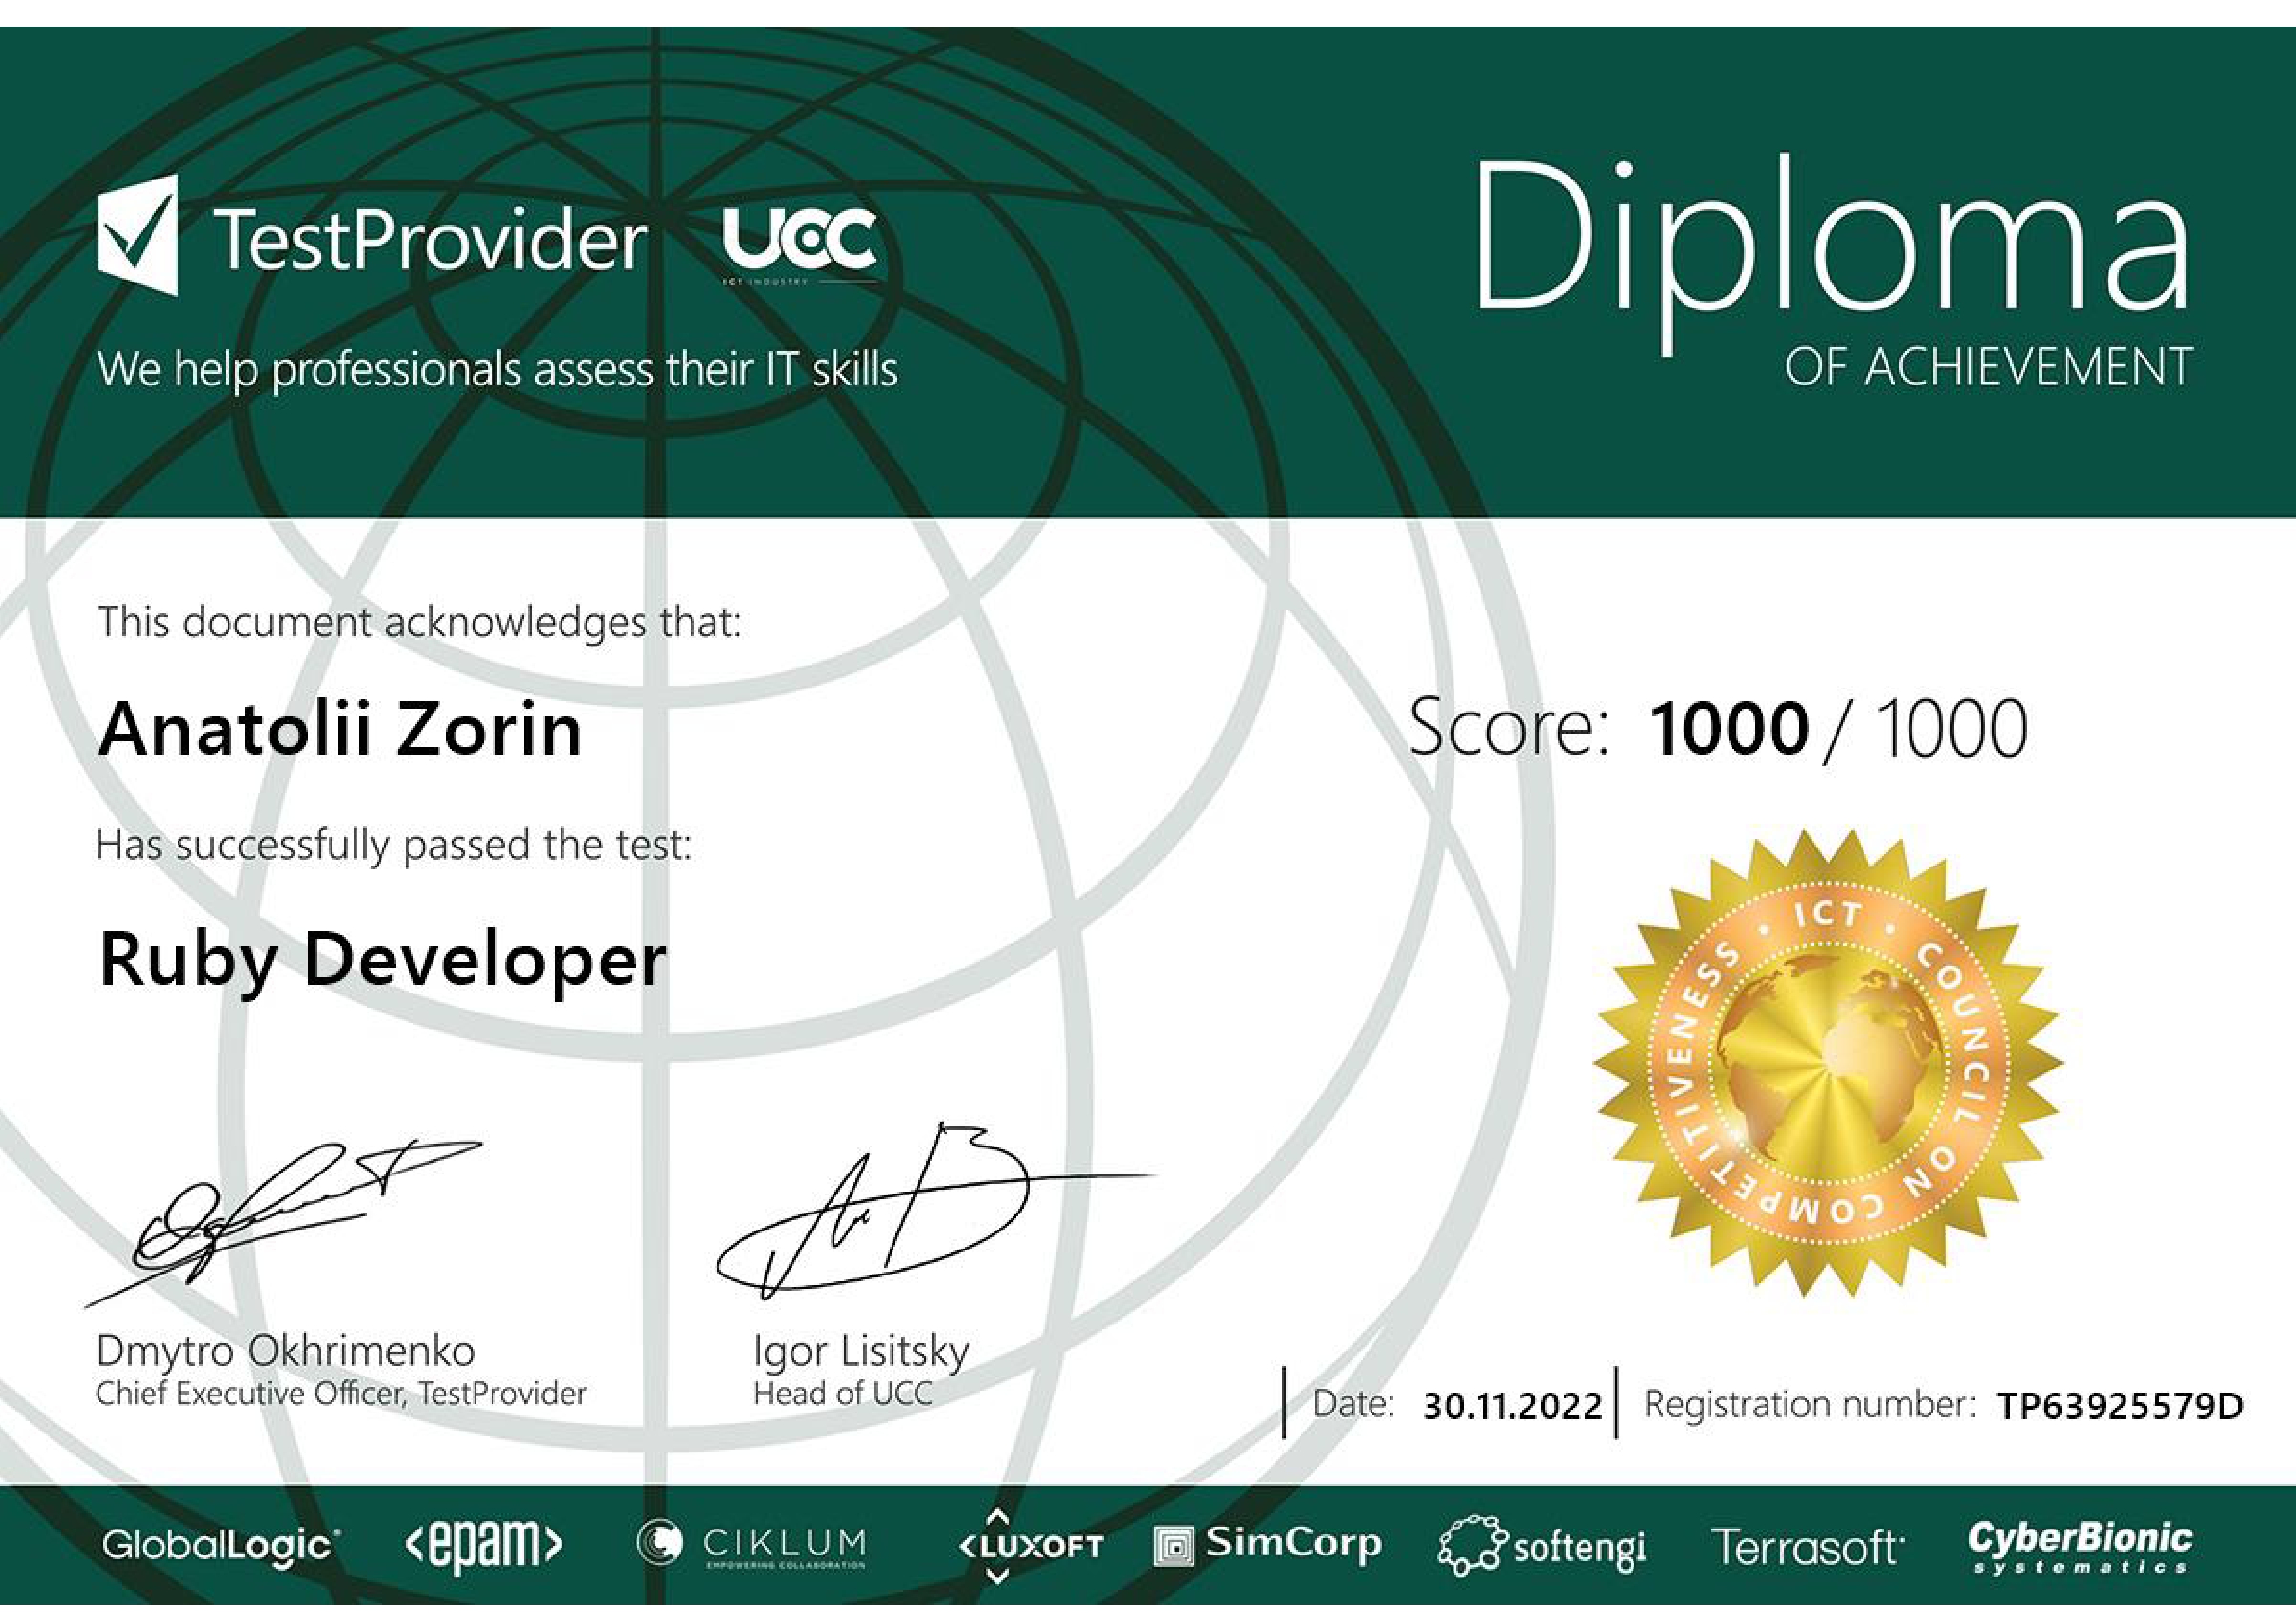 TestProvider
UCC
ICT INDUSTRY
We help professionals assess their IT skills
Diploma
OF ACHIEVEMENT
This document acknowledges that:
Anatolii Zorin
Score: 1000 / 1000
Has successfully passed the test:
Ruby Developer
ICT • COUNCIL ON COMPETITIVENESS •
Dmytro Okhrimenko
Chief Executive Officer, TestProvider
Igor Lisitsky
Head of UCC
Date: 30.11.2022
Registration number: TP63925579D
GlobalLogic
<epam>
CIKLUM
EMPOWERING COLLABORATION
<LUXOFT
SimCorp
softengi
Terrasoft
CyberBionic
systematics